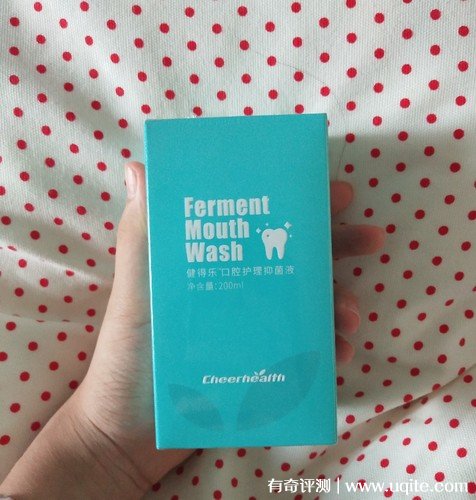 Ferment
Mouth
Wash
健得乐®口腔护理抑菌液
净含量:200ml
Cheerhealth
有奇评测 | www.uqite.com